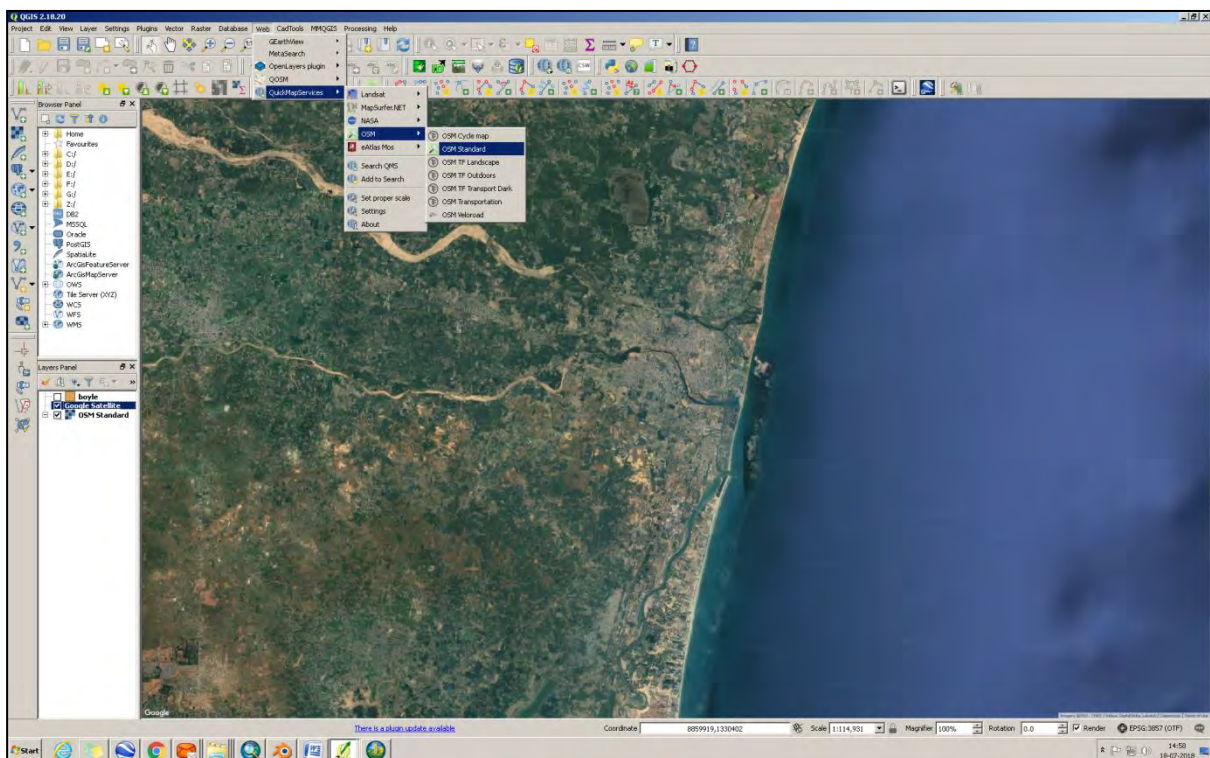 QGIS 2.18.20
Project Edit View Layer Settings Plugins Vector Raster Database Web CadTools MMQGIS Processing Help
GEarthView
MetaSearch
OpenLayers plugin
QOSM
QuickMapServices
Landsat
MapSurfer.NET
NASA
OSM
eAtlas Mos
Search QMS
Add to Search
Set proper scale
Settings
About
OSM Cycle map
OSM Standard
OSM TF Landscape
OSM TF Outdoors
OSM TF Transport Dark
OSM Transportation
OSM Veloroad
CSW
Browser Panel
Home
Favourites
C:/
D:/
E:/
F:/
G:/
Z:/
DB2
MSSQL
Oracle
PostGIS
SpatiaLite
ArcGisFeatureServer
ArcGisMapServer
OWS
Tile Server (XYZ)
WCS
WFS
WMS
Layers Panel
boyle
Google Satellite
OSM Standard
Google
There is a plugin update available
Coordinate 8859919,1330402 Scale 1:114,931 Magnifier 100% Rotation 0.0 Render EPSG:3857 (OTF)
Start
14:50
18-07-2018